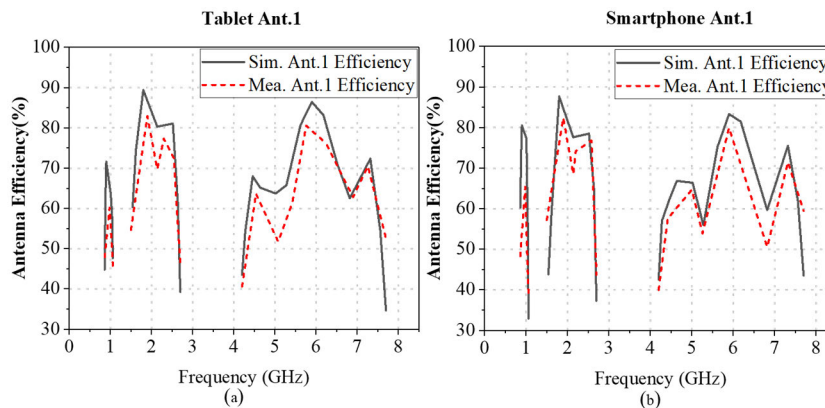 Tablet Ant.1
Smartphone Ant.1
100
90
80
70
60
50
40
30
Antenna Efficiency(%)
Sim. Ant.1 Efficiency
Mea. Ant.1 Efficiency
0 1 2 3 4 5 6 7 8
Frequency (GHz)
(a)
100
90
80
70
60
50
40
30
Antenna Efficiency(%)
Sim. Ant.1 Efficiency
Mea. Ant.1 Efficiency
0 1 2 3 4 5 6 7 8
Frequency (GHz)
(b)